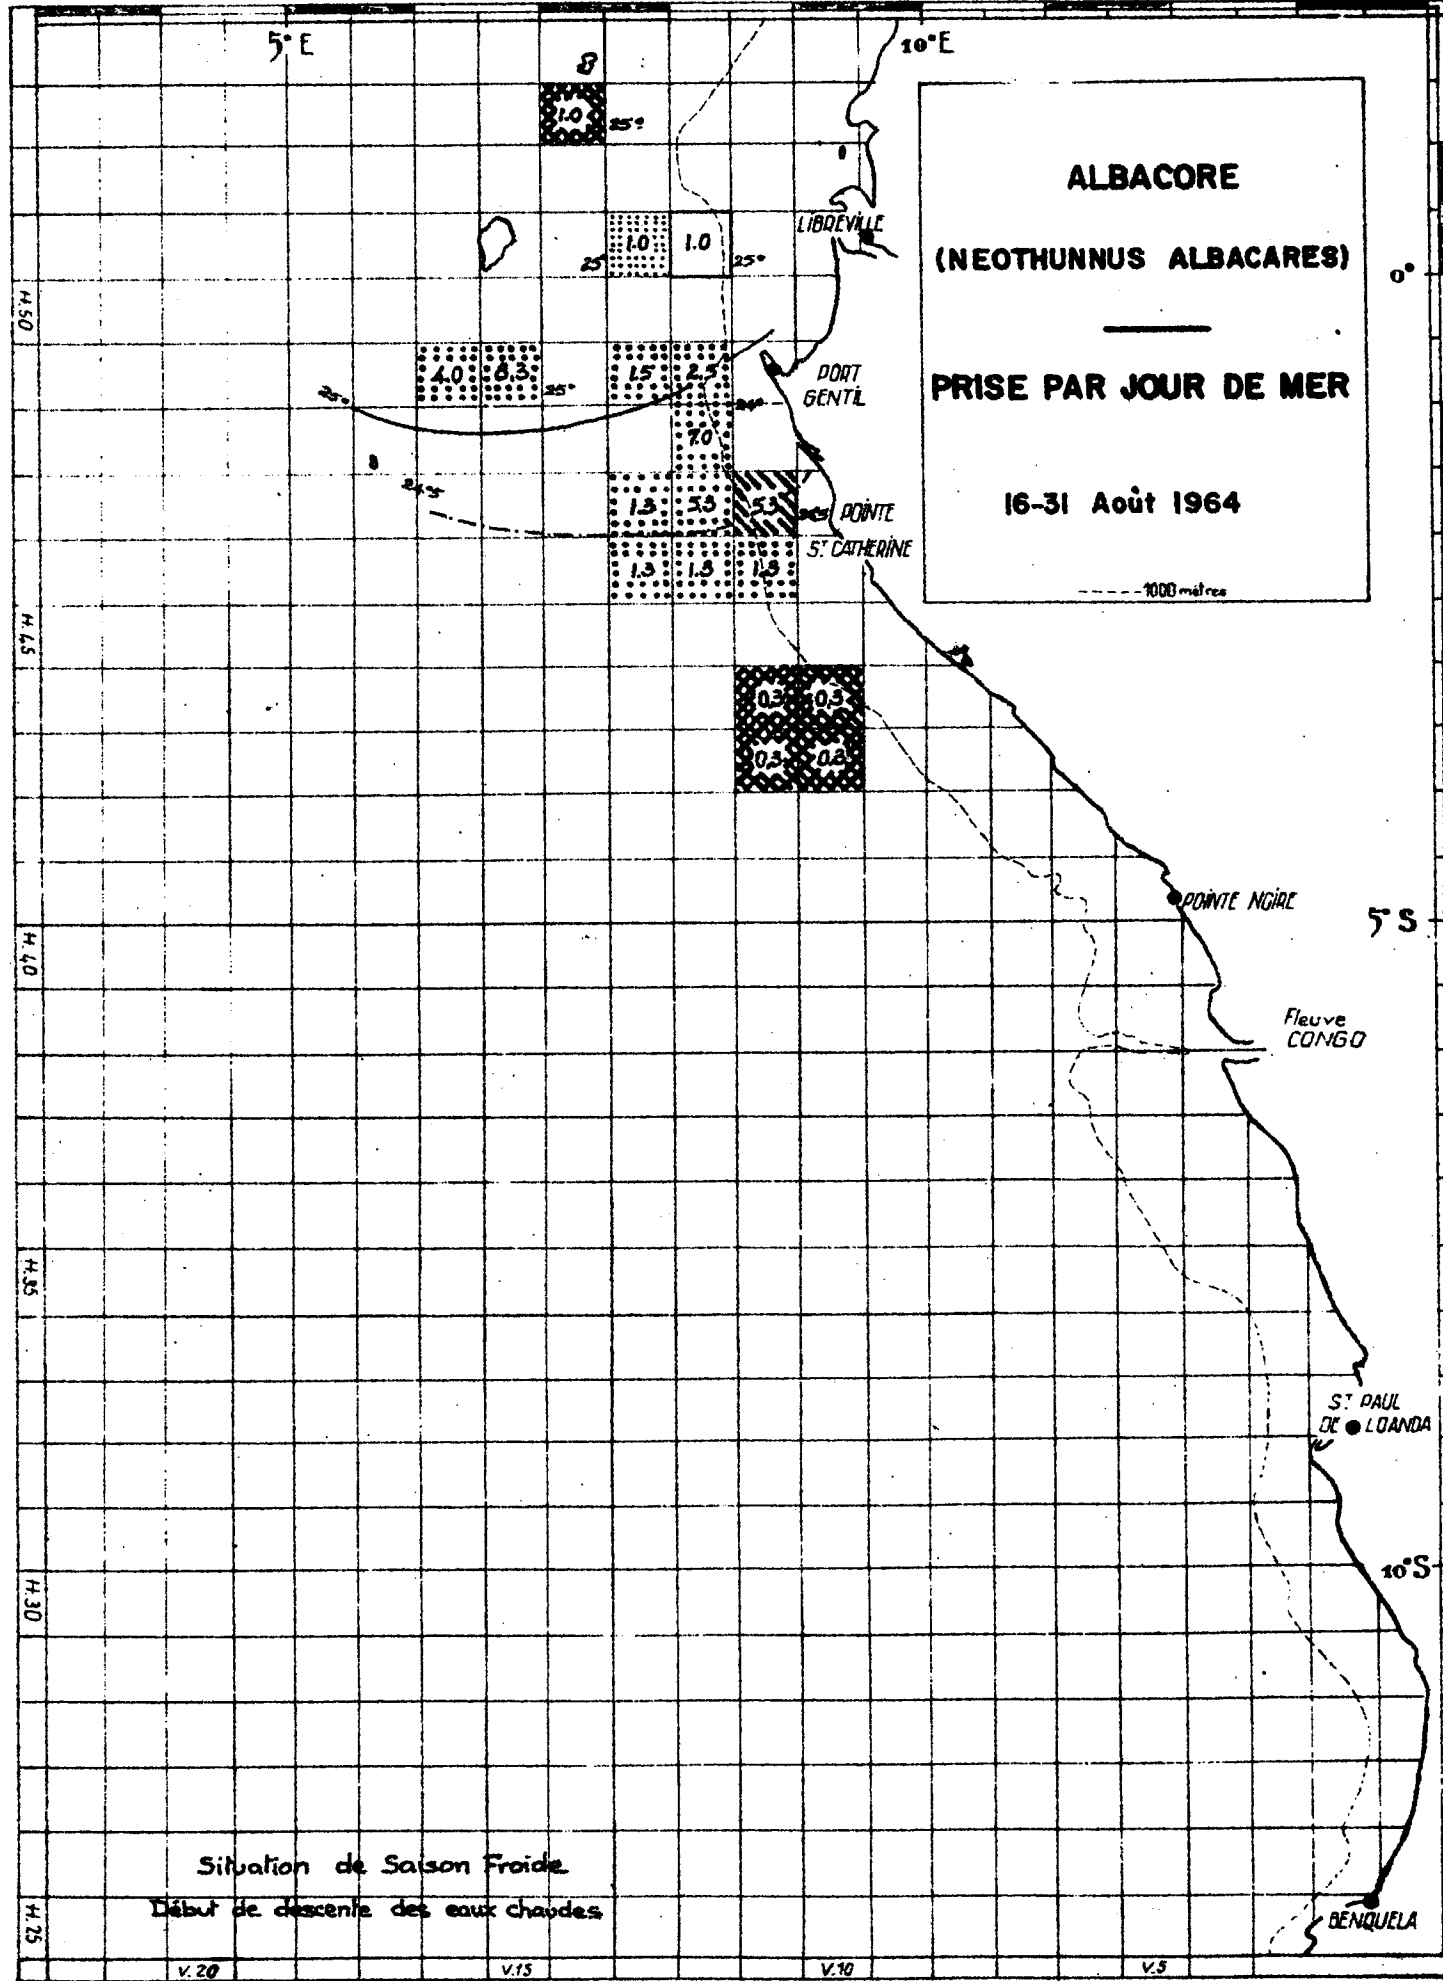 5° E
10° E
1.0
25°
LIBREVILLE
1.0
1.0
25°
25°
ALBACORE
(NEOTHUNNUS ALBACARES)
PRISE PAR JOUR DE MER
16-31 Août 1964
1000 mètres
0°
H.50
4.0
8.3
25°
1.5
2.5
24°
PORT
GENTIL
25°
7.0
24°5
1.3
5.3
5.3
POINTE
ST CATHERINE
1.3
1.3
1.3
H.45
0,3
0,3
0,3
0,3
POINTE NOIRE
5° S
H.40
Fleuve
CONGO
H.35
ST PAUL
DE LOANDA
10° S
H.30
Situation de Saison Froide
Début de descente des eaux chaudes
BENQUELA
H.25
V.20
V.15
V.10
V.5